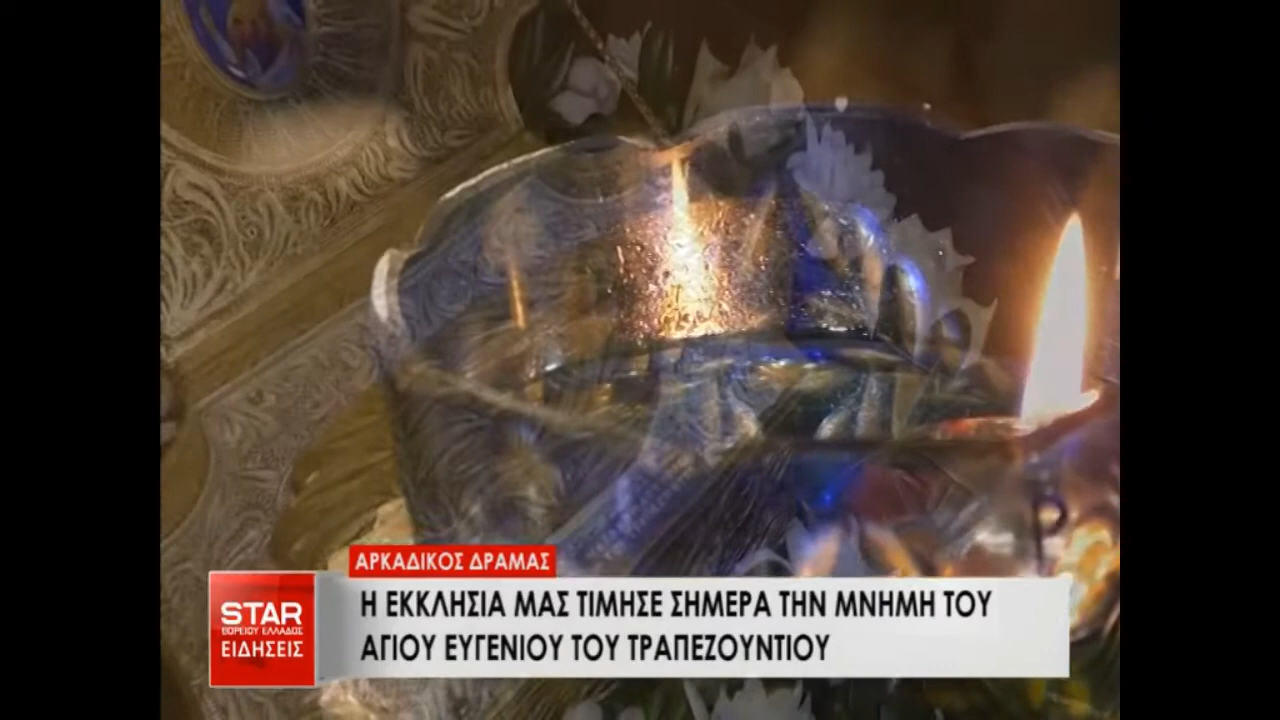 ΑΡΚΑΔΙΚΟΣ ΔΡΑΜΑΣ
Η ΕΚΚΛΗΣΙΑ ΜΑΣ ΤΙΜΗΣΕ ΣΗΜΕΡΑ ΤΗΝ ΜΝΗΜΗ ΤΟΥ
ΑΓΙΟΥ ΕΥΓΕΝΙΟΥ ΤΟΥ ΤΡΑΠΕΖΟΥΝΤΙΟΥ
STAR
ΒΟΡΕΙΟΥ ΕΛΛΑΔΟΣ
ΕΙΔΗΣΕΙΣ